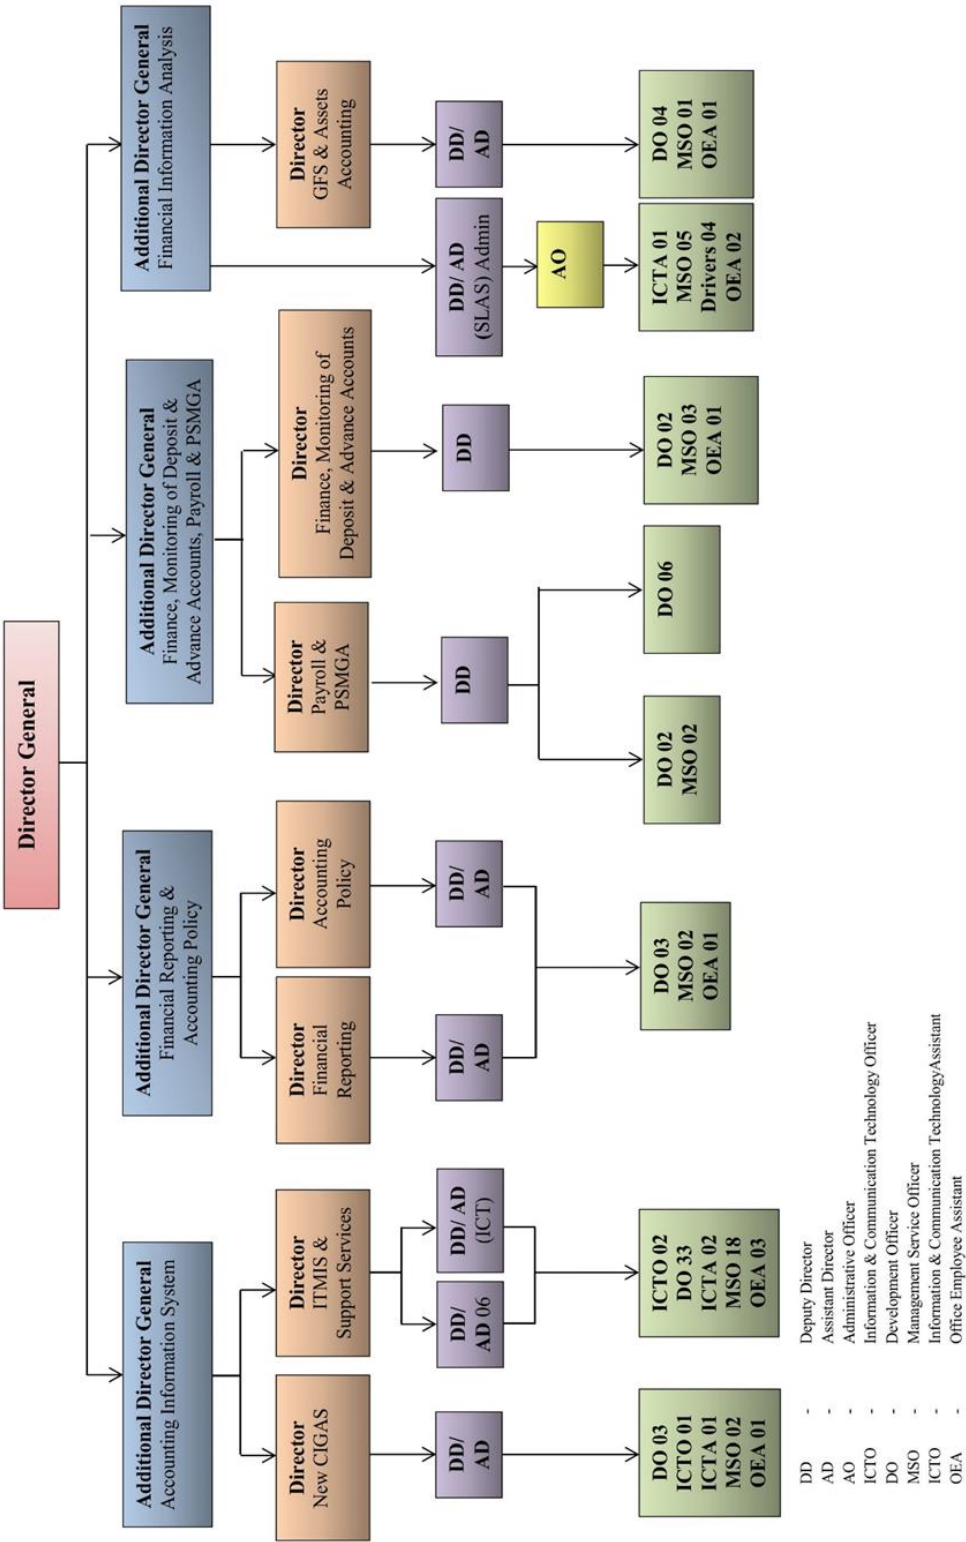 Director General
Additional Director General
Accounting Information System
Additional Director General
Financial Reporting &
Accounting Policy
Additional Director General
Finance, Monitoring of Deposit &
Advance Accounts, Payroll & PSMGA
Additional Director General
Financial Information Analysis
Director
New CIGAS
Director
ITMIS &
Support Services
Director
Financial
Reporting
Director
Accounting
Policy
Director
Payroll &
PSMGA
Director
Finance, Monitoring of
Deposit & Advance Accounts
Director
GFS & Assets
Accounting
DD/
AD
DD/
AD 06
DD/ AD
(ICT)
DD/
AD
DD/
AD
DD
DD
DD/ AD
(SLAS) Admin
DD/
AD
AO
DO 03
ICTO 01
ICTA 01
MSO 02
OEA 01
ICTO 02
DO 33
ICTA 02
MSO 18
OEA 03
DO 03
MSO 02
OEA 01
DO 02
MSO 02
DO 06
DO 02
MSO 03
OEA 01
ICTA 01
MSO 05
Drivers 04
OEA 02
DO 04
MSO 01
OEA 01
DD - Deputy Director
AD - Assistant Director
AO - Administrative Officer
ICTO - Information & Communication Technology Officer
DO - Development Officer
MSO - Management Service Officer
ICTO - Information & Communication TechnologyAssistant
OEA - Office Employee Assistant